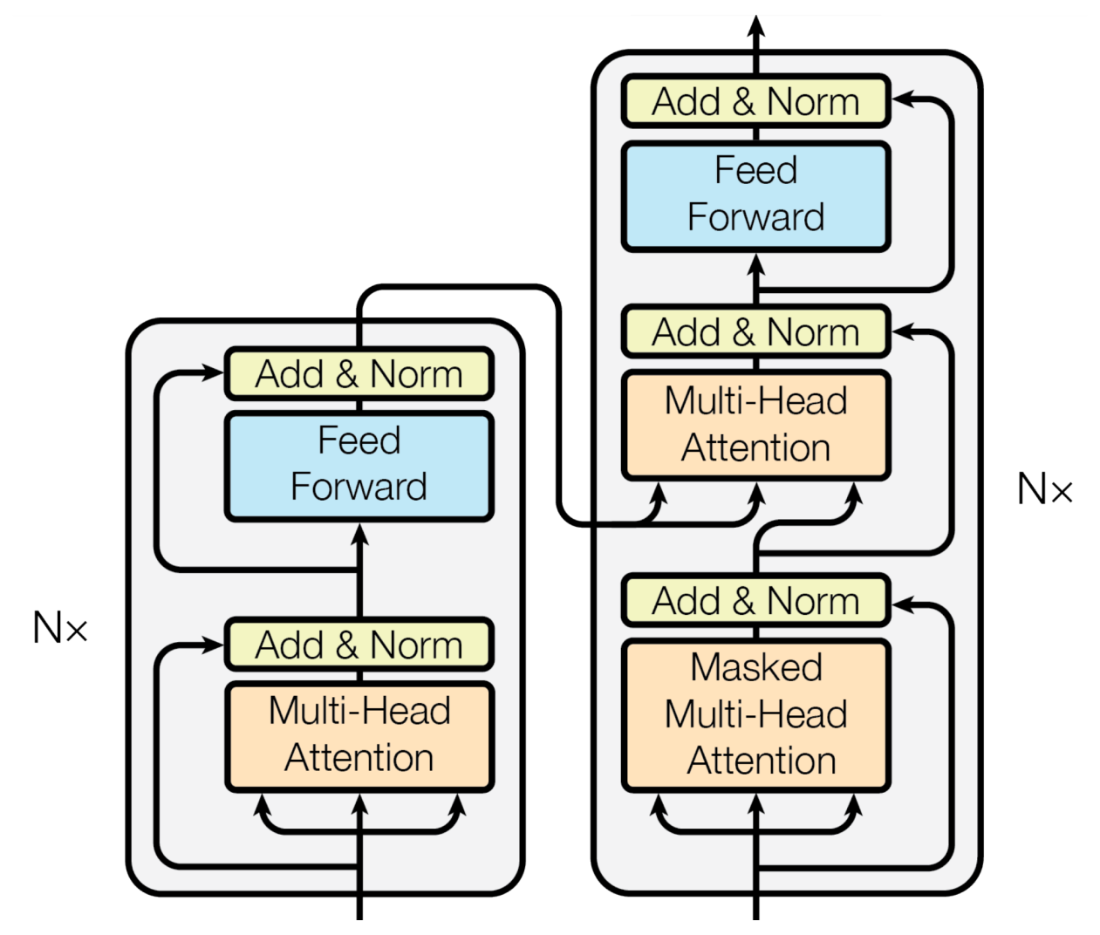 Add & Norm
Feed
Forward
Add & Norm
Multi-Head
Attention
Nx
Add & Norm
Feed
Forward
Add & Norm
Multi-Head
Attention
Add & Norm
Masked
Multi-Head
Attention
N×